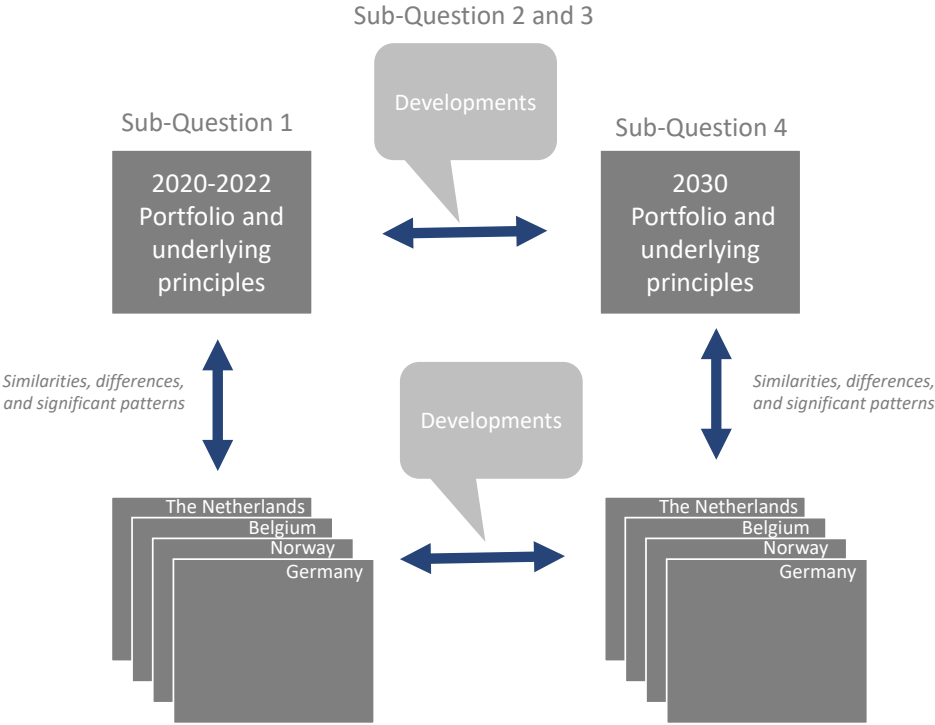 Sub-Question 2 and 3
Developments
Sub-Question 1
Sub-Question 4
2020-2022
Portfolio and
underlying
principles
2030
Portfolio and
underlying
principles
Similarities, differences,
and significant patterns
Developments
Similarities, differences,
and significant patterns
The Netherlands
Belgium
Norway
Germany
The Netherlands
Belgium
Norway
Germany